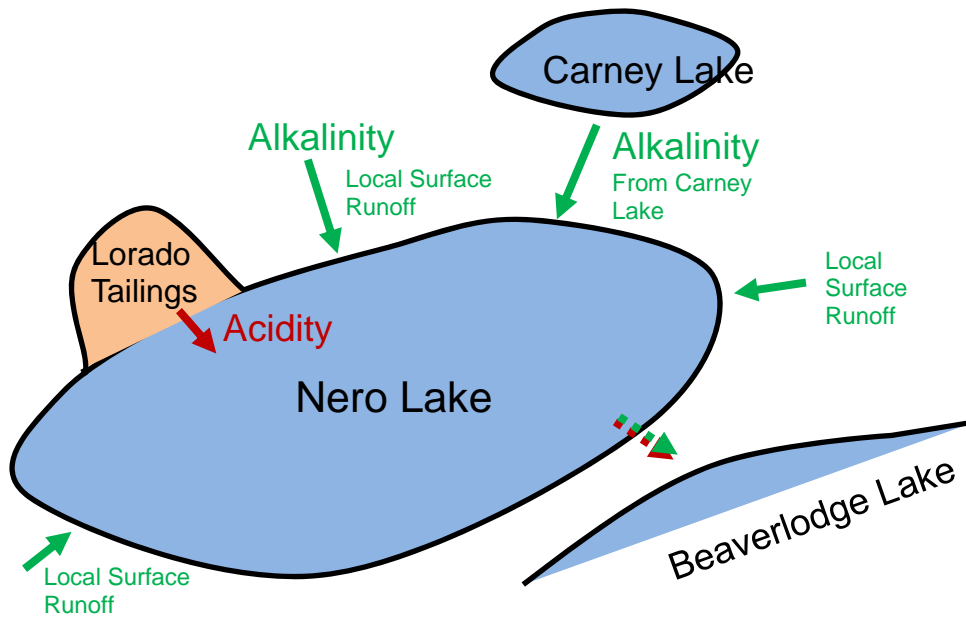 Carney Lake
Alkalinity
Local Surface
Runoff
Alkalinity
From Carney
Lake
Lorado
Tailings
Local
Surface
Runoff
Acidity
Nero Lake
Beaverlodge Lake
Local Surface
Runoff